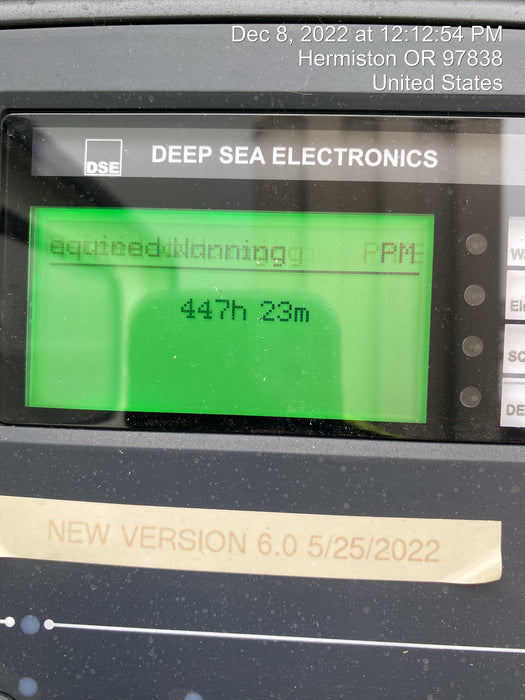 Dec 8, 2022 at 12:12:54 PM
Hermiston OR 97838
United States
DSE DEEP SEA ELECTRONICS
447h 23m
NEW VERSION 6.0 5/25/2022